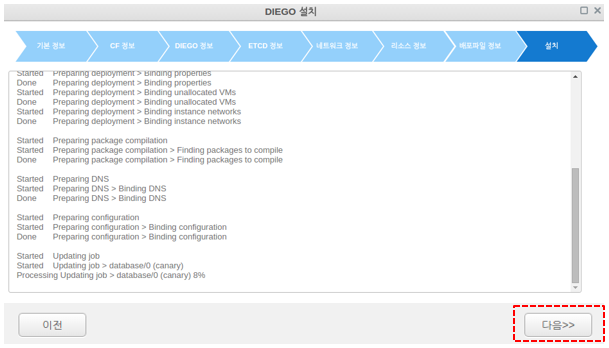 DIEGO 설치
기본 정보
CF 정보
DIEGO 정보
ETCD 정보
네트워크 정보
리소스 정보
배포파일 정보
설치
Started Preparing deployment > Binding properties
Done Preparing deployment > Binding properties
Started Preparing deployment > Binding unallocated VMs
Done Preparing deployment > Binding unallocated VMs
Started Preparing deployment > Binding instance networks
Done Preparing deployment > Binding instance networks
Started Preparing package compilation
Started Preparing package compilation > Finding packages to compile
Done Preparing package compilation > Finding packages to compile
Started Preparing DNS
Started Preparing DNS > Binding DNS
Done Preparing DNS > Binding DNS
Started Preparing configuration
Started Preparing configuration > Binding configuration
Done Preparing configuration > Binding configuration
Started Updating job
Started Updating job > database/0 (canary)
Processing Updating job > database/0 (canary) 8%
이전
다음>>